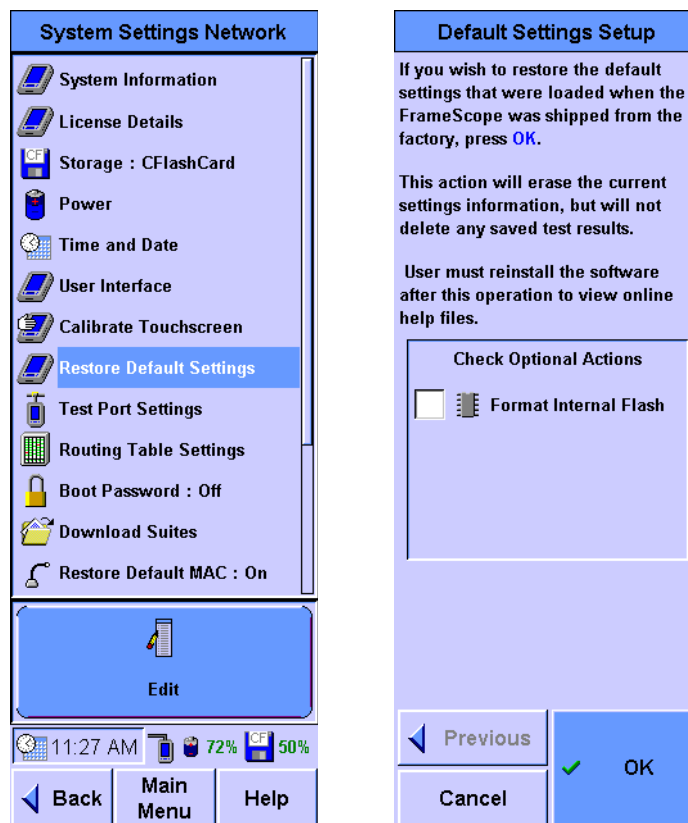 System Settings Network
System Information
License Details
CF
Storage : CFlashCard
Power
Time and Date
User Interface
Calibrate Touchscreen
Restore Default Settings
Test Port Settings
Routing Table Settings
Boot Password : Off
Download Suites
Restore Default MAC : On
Edit
11:27 AM 72% CF 50%
Back
Main
Menu
Help
Default Settings Setup
If you wish to restore the default
settings that were loaded when the
FrameScope was shipped from the
factory, press OK.
This action will erase the current
settings information, but will not
delete any saved test results.
User must reinstall the software
after this operation to view online
help files.
Check Optional Actions
Format Internal Flash
Previous
Cancel
OK